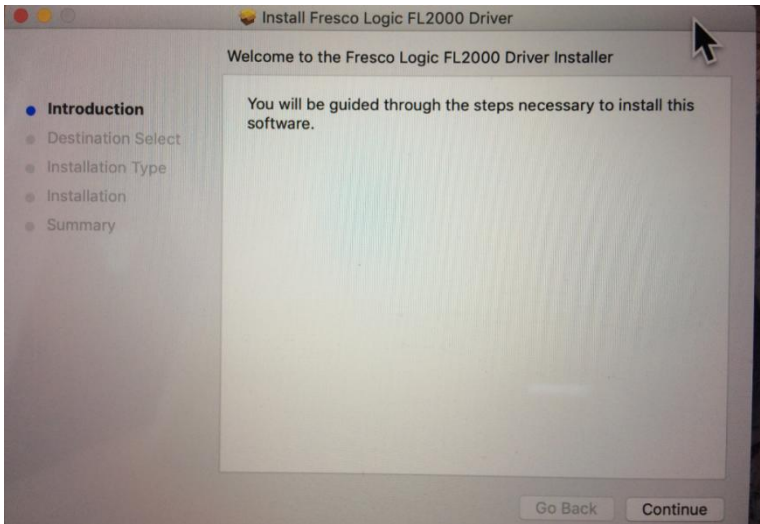 Install Fresco Logic FL2000 Driver
Welcome to the Fresco Logic FL2000 Driver Installer
Introduction
Destination Select
Installation Type
Installation
Summary
You will be guided through the steps necessary to install this
software.
Go Back
Continue